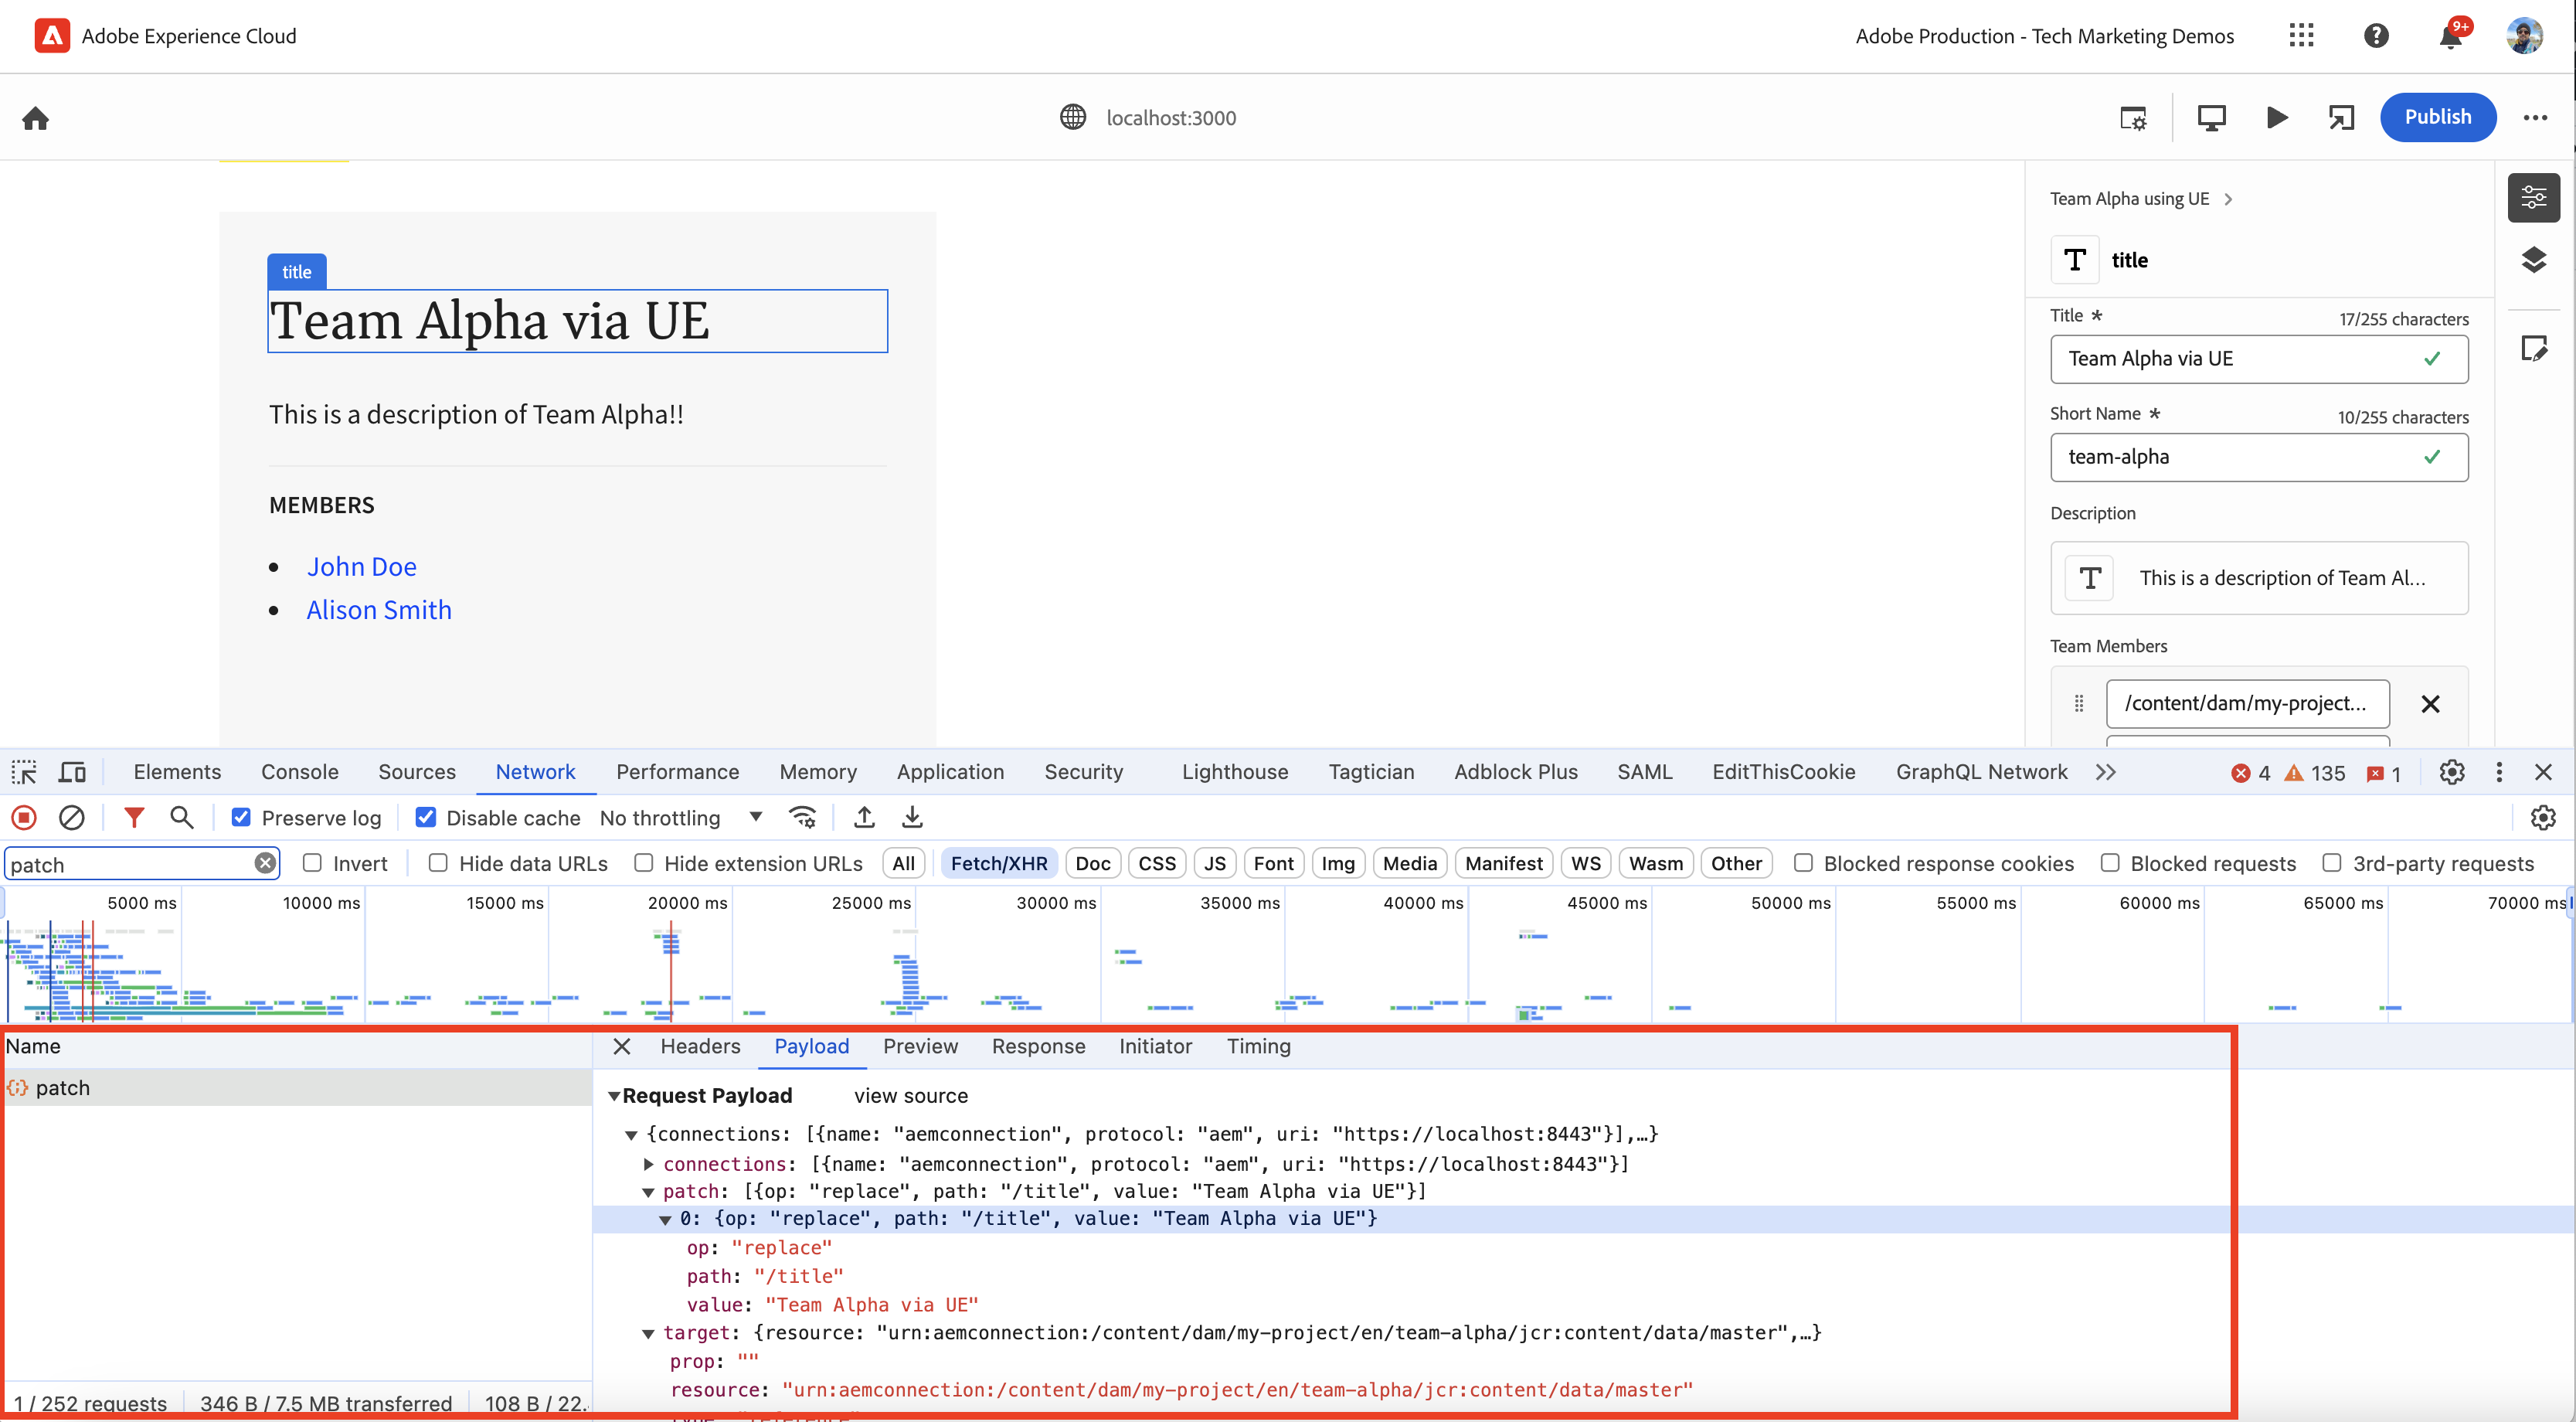 Adobe Experience Cloud
Adobe Production - Tech Marketing Demos
9+
localhost:3000
Publish
title
Team Alpha via UE
This is a description of Team Alpha!!
MEMBERS
John Doe
Alison Smith
Team Alpha using UE
T title
Title *
17/255 characters
Team Alpha via UE
Short Name *
10/255 characters
team-alpha
Description
T This is a description of Team Al...
Team Members
/content/dam/my-project...
Elements Console Sources Network Performance Memory Application Security Lighthouse Tagtician Adblock Plus SAML EditThisCookie GraphQL Network 4 135 1
Preserve log Disable cache No throttling
patch Invert Hide data URLs Hide extension URLs All Fetch/XHR Doc CSS JS Font Img Media Manifest WS Wasm Other Blocked response cookies Blocked requests 3rd-party requests
5000 ms 10000 ms 15000 ms 20000 ms 25000 ms 30000 ms 35000 ms 40000 ms 45000 ms 50000 ms 55000 ms 60000 ms 65000 ms 70000 ms
Name
patch
1 / 252 requests 346 B / 7.5 MB transferred 108 B / 22.
Headers Payload Preview Response Initiator Timing
Request Payload view source
{connections: [{name: "aemconnection", protocol: "aem", uri: "https://localhost:8443"}],…}
connections: [{name: "aemconnection", protocol: "aem", uri: "https://localhost:8443"}]
patch: [{op: "replace", path: "/title", value: "Team Alpha via UE"}]
0: {op: "replace", path: "/title", value: "Team Alpha via UE"}
op: "replace"
path: "/title"
value: "Team Alpha via UE"
target: {resource: "urn:aemconnection:/content/dam/my-project/en/team-alpha/jcr:content/data/master",…}
prop: ""
resource: "urn:aemconnection:/content/dam/my-project/en/team-alpha/jcr:content/data/master"